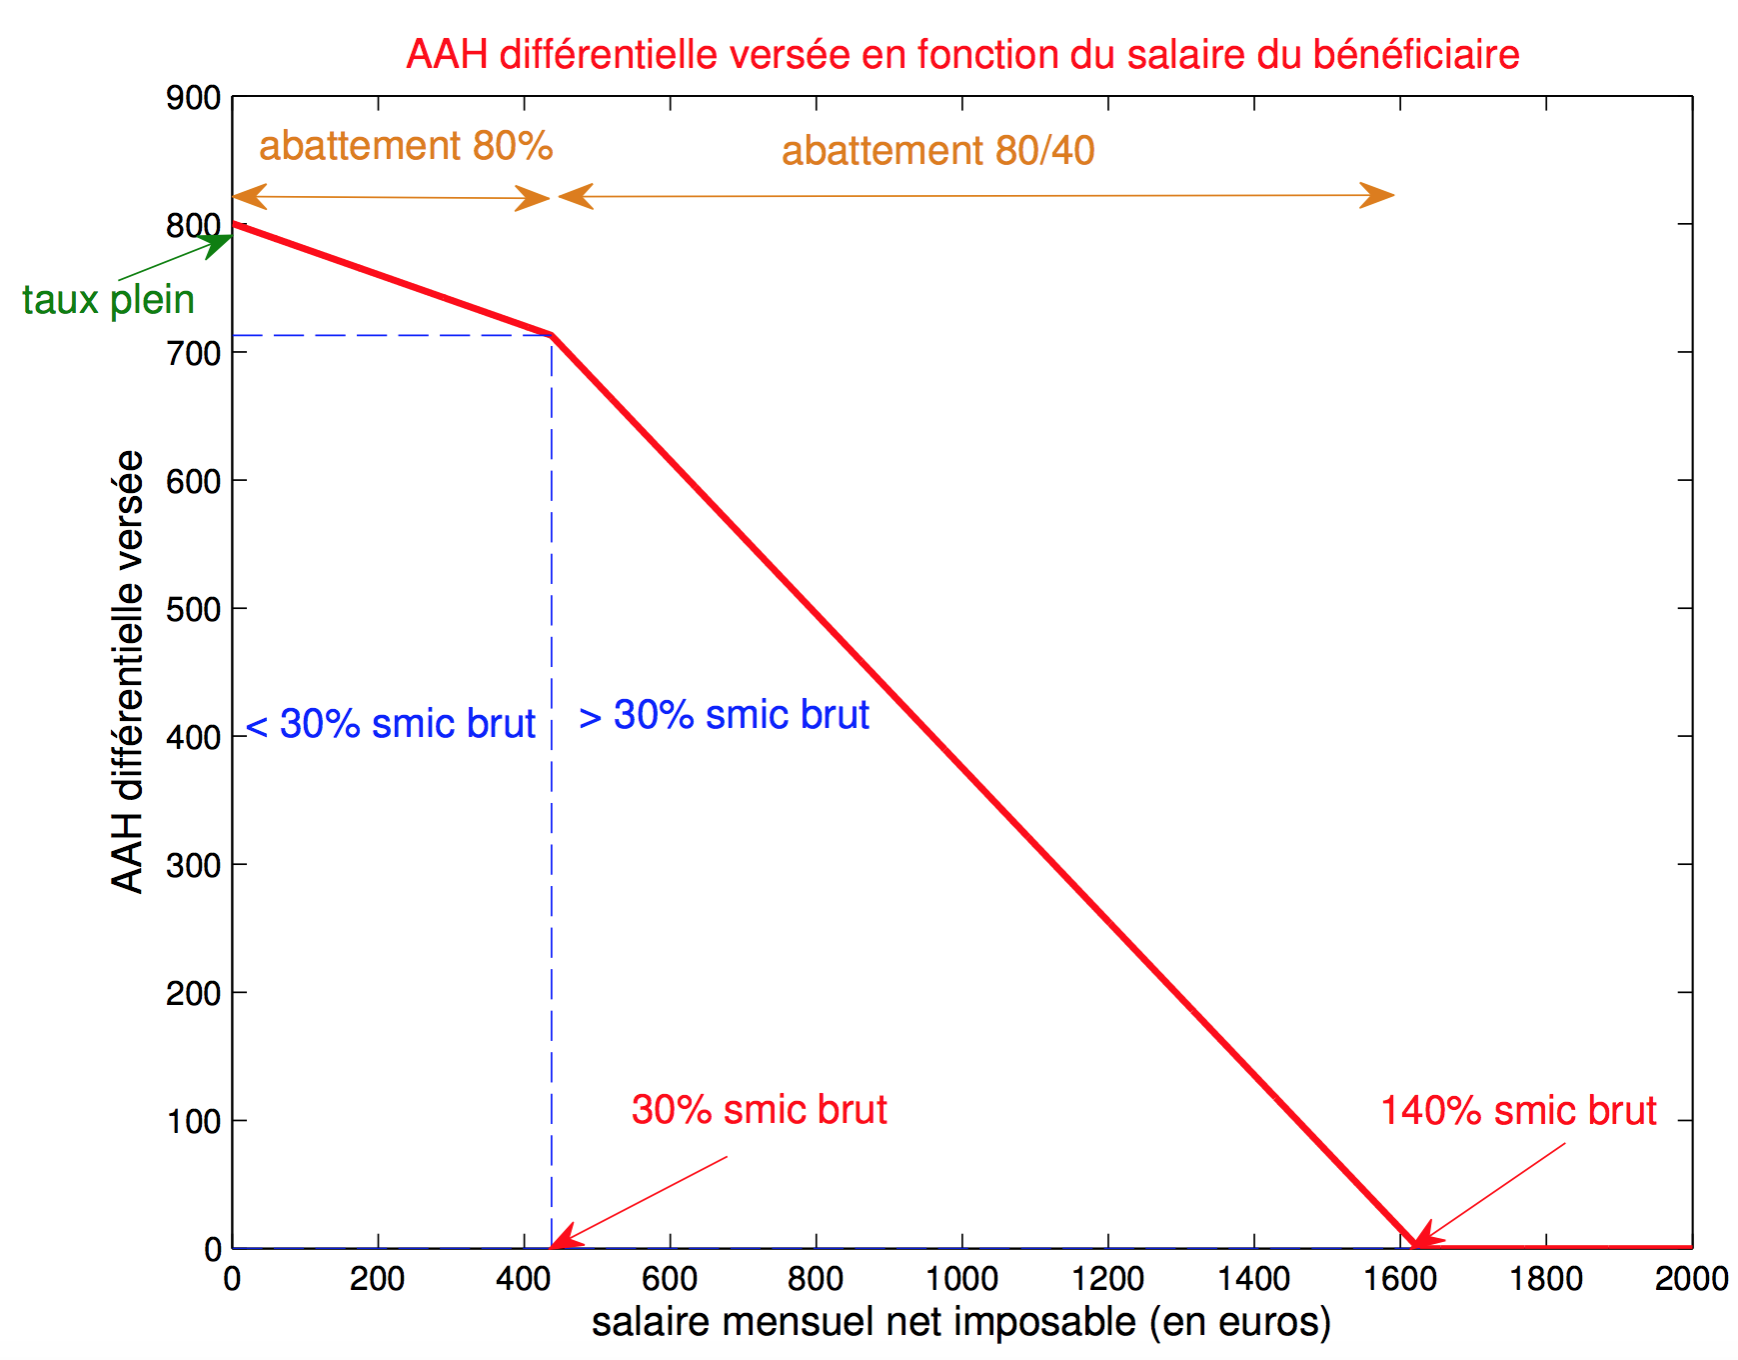 AAH différentielle versée en fonction du salaire du bénéficiaire
900
abattement 80%
abattement 80/40
800
taux plein
700
600
500
AAH différentielle versée
< 30% smic brut
> 30% smic brut
400
300
200
30% smic brut
140% smic brut
100
0
0 200 400 600 800 1000 1200 1400 1600 1800 2000
salaire mensuel net imposable (en euros)